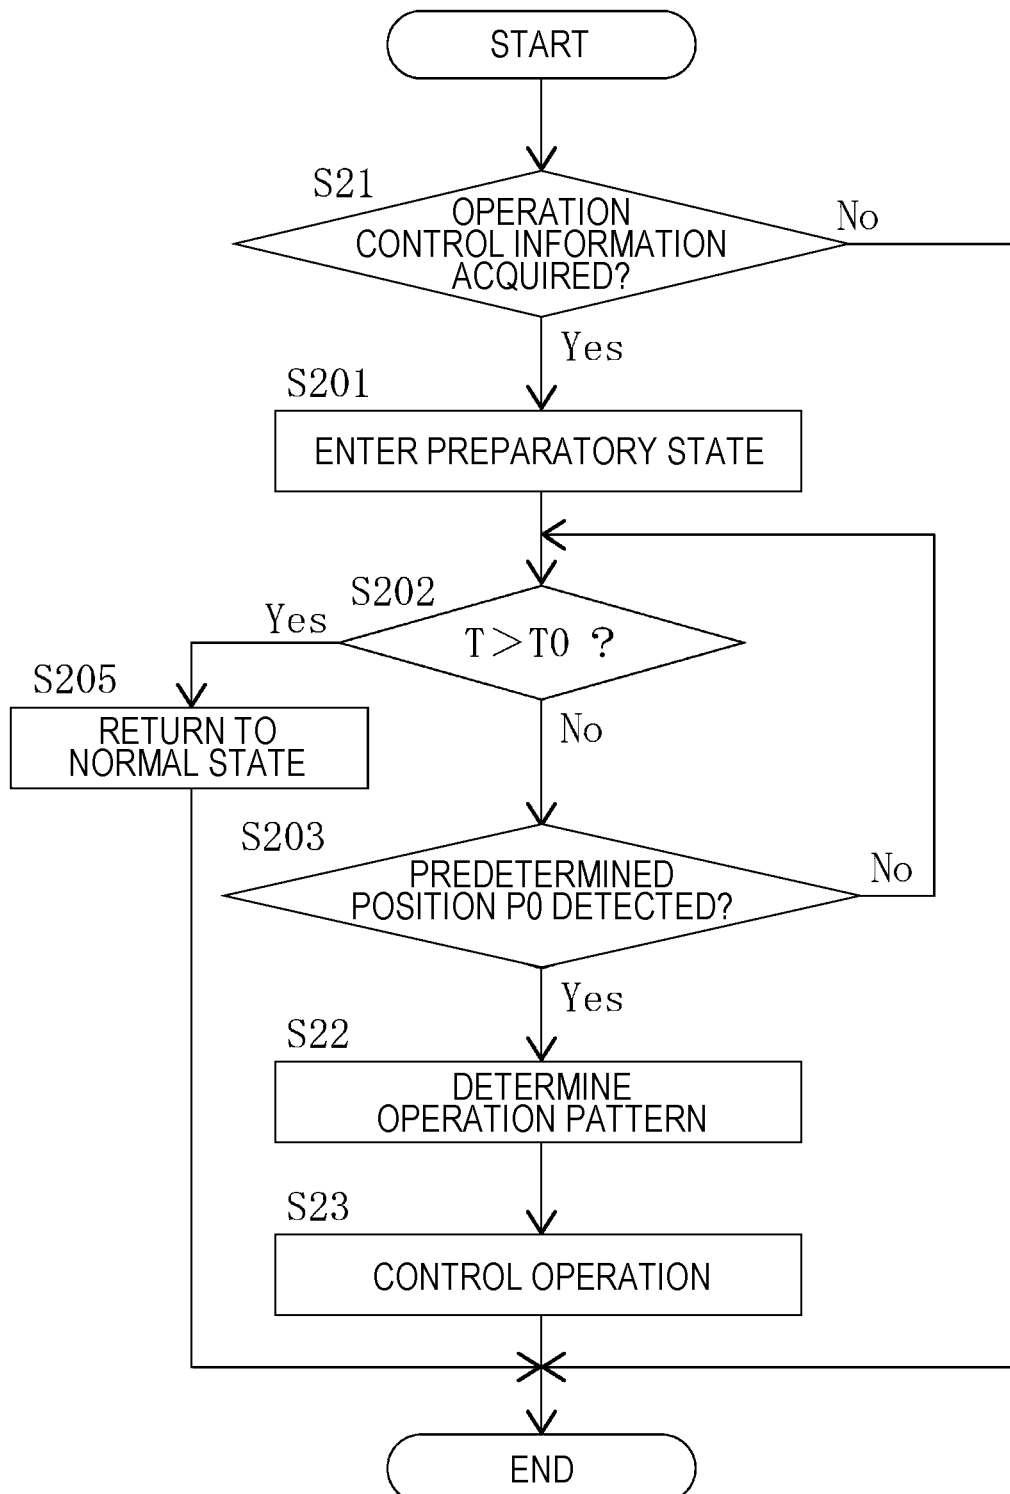 START
S21
OPERATION
CONTROL INFORMATION
ACQUIRED?
No
Yes
S201
ENTER PREPARATORY STATE
S202
Yes
T＞T0 ?
S205
RETURN TO
NORMAL STATE
No
S203
PREDETERMINED
POSITION P0 DETECTED?
No
Yes
S22
DETERMINE
OPERATION PATTERN
S23
CONTROL OPERATION
END